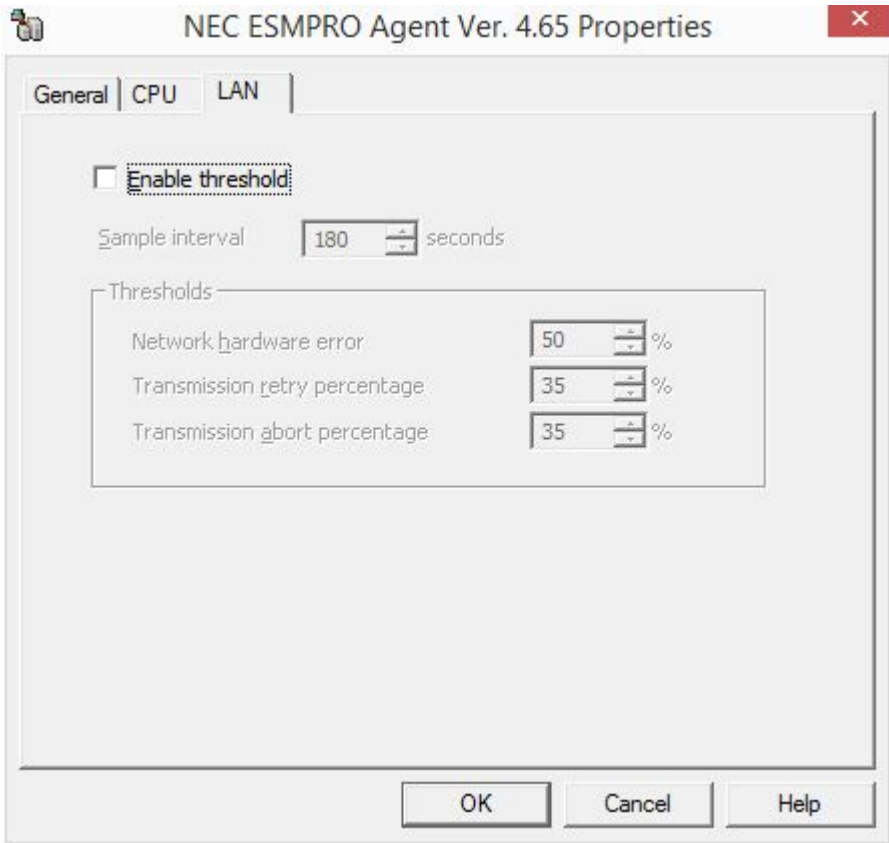 NEC ESMPRO Agent Ver. 4.65 Properties
General CPU LAN
Enable threshold
Sample interval 180 seconds
Thresholds
Network hardware error 50 %
Transmission retry percentage 35 %
Transmission abort percentage 35 %
OK Cancel Help